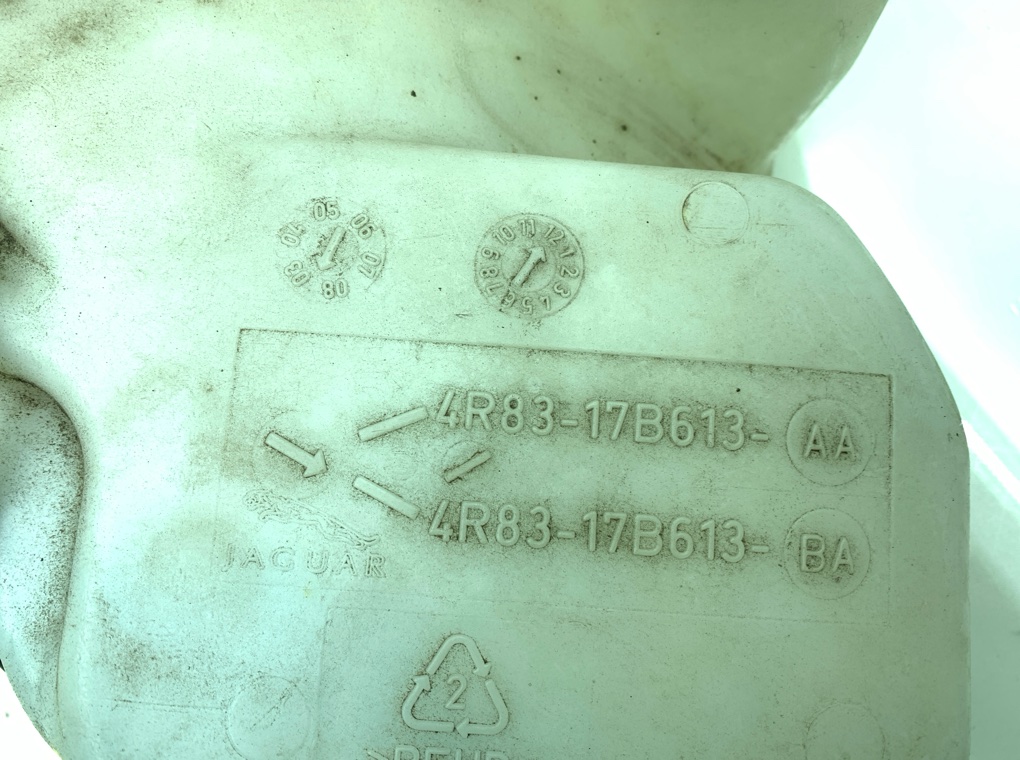 03 04 05 06 07 08
1 2 3 4 5 6 7 8 9 10 11 12
4R83-17B613- AA
4R83-17B613- BA
JAGUAR
2